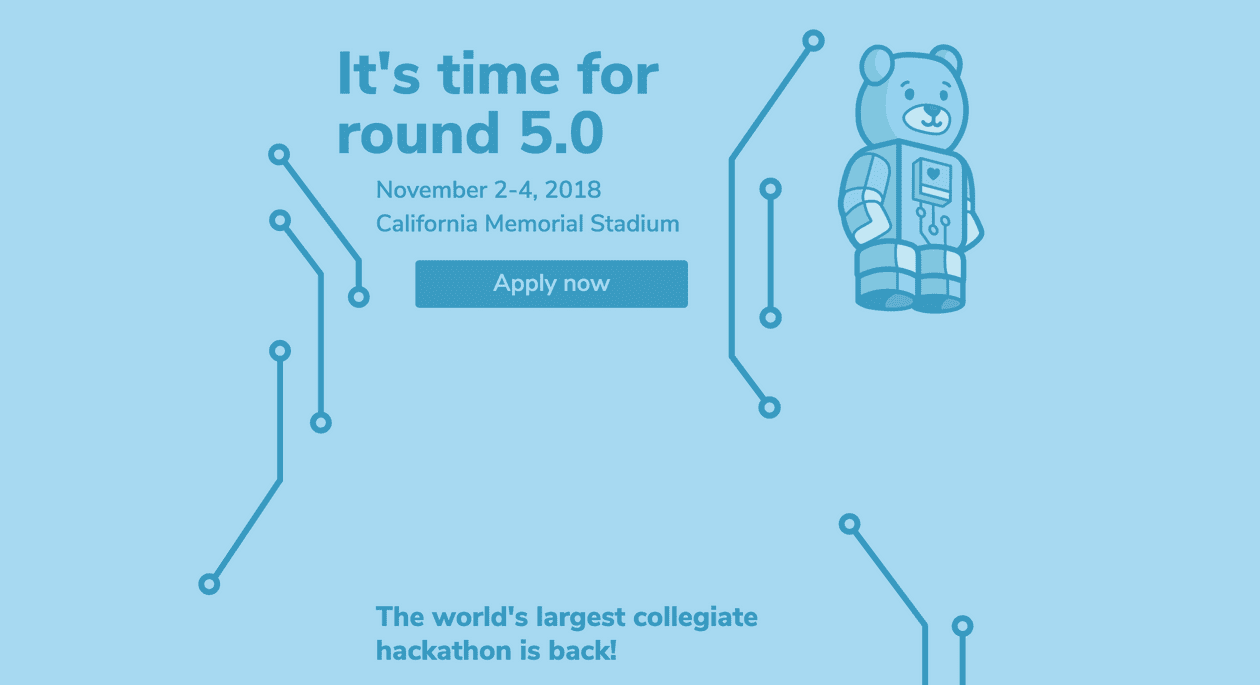 It's time for
round 5.0
November 2-4, 2018
California Memorial Stadium
Apply now
The world's largest collegiate
hackathon is back!